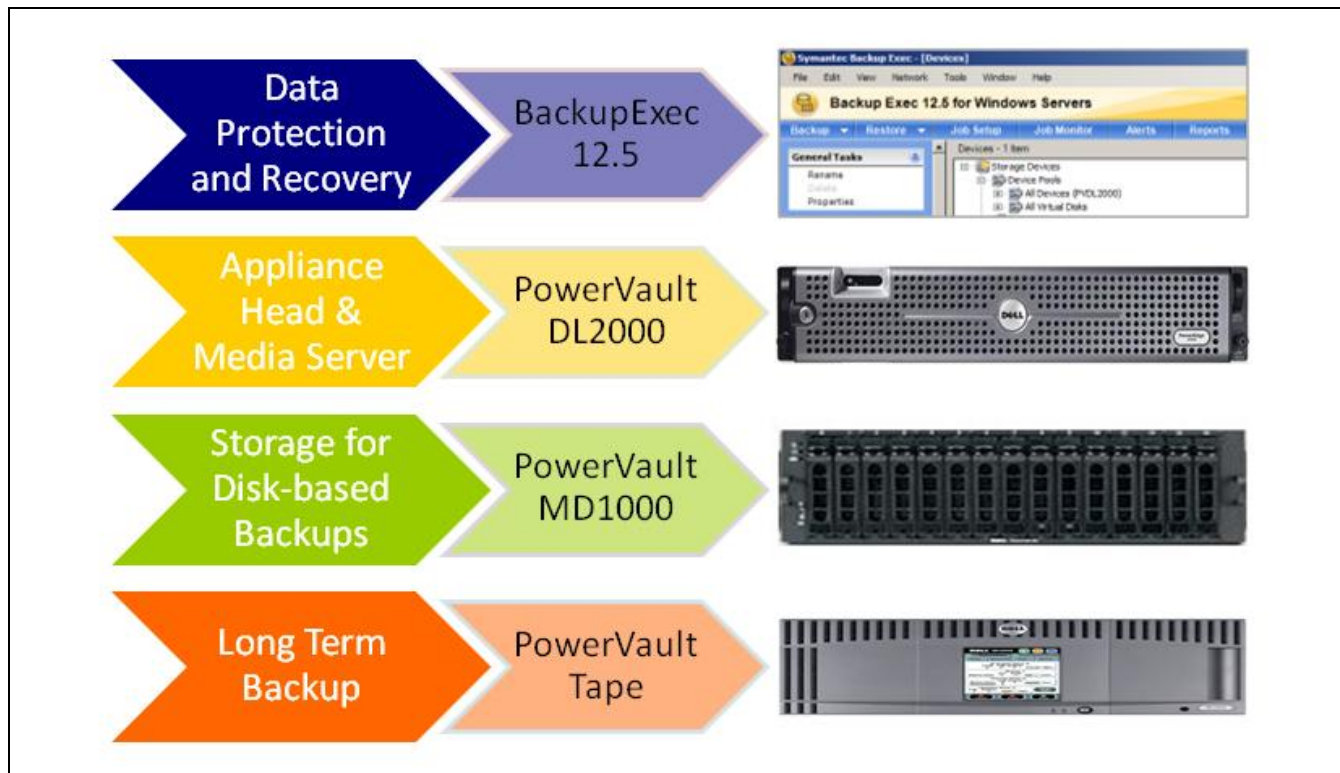 Data
Protection
and Recovery
BackupExec
12.5
Symantec Backup Exec - [Devices]
File Edit View Network Tools Window Help
Backup Exec 12.5 for Windows Servers
Backup Restore Job Setup Job Monitor Alerts Reports
General Tasks
Rename
Delete
Properties
Devices - 1 item
Storage Devices
Device Pools
All Devices (PVDL2000)
All Virtual Disks
Appliance
Head &
Media Server
PowerVault
DL2000
DELL
Storage for
Disk-based
Backups
PowerVault
MD1000
Long Term
Backup
PowerVault
Tape
DELL